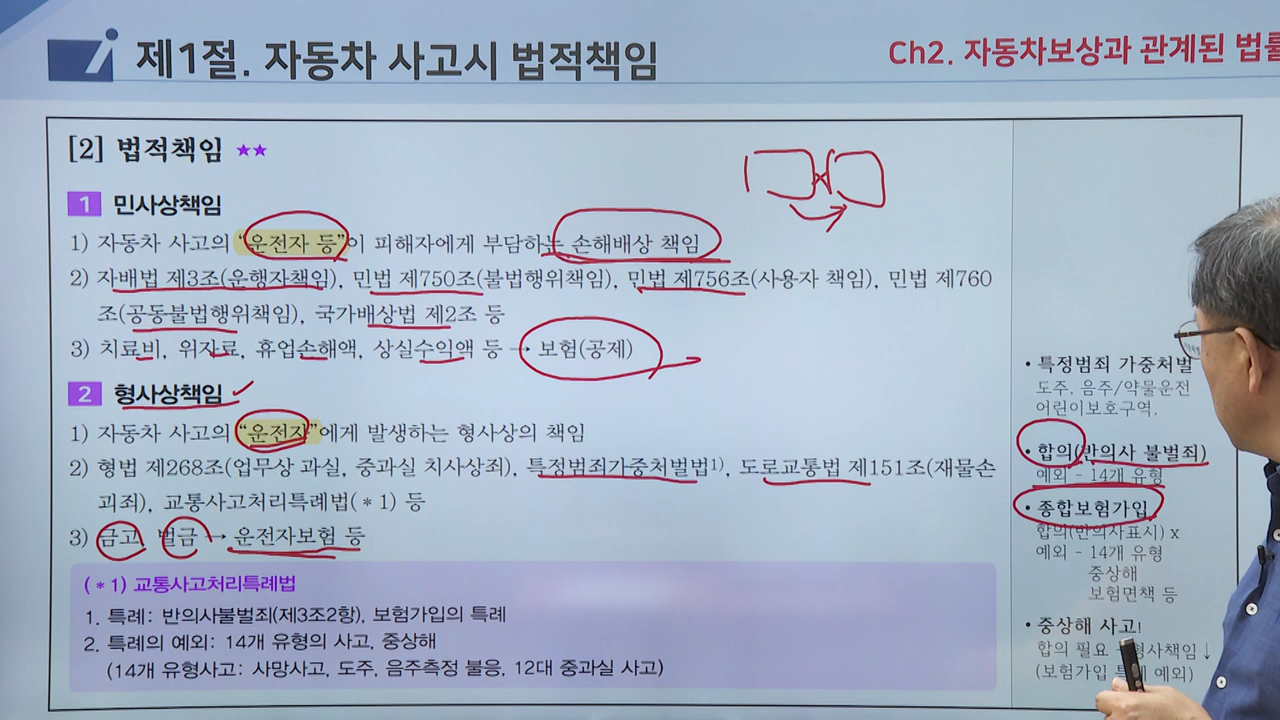 제1절. 자동차 사고시 법적책임
Ch2. 자동차보상과 관계된 법률
[2] 법적책임 ★★
1 민사상책임
1) 자동차 사고의 "운전자 등"이 피해자에게 부담하는 손해배상 책임
2) 자배법 제3조(운행자책임), 민법 제750조(불법행위책임), 민법 제756조(사용자 책임), 민법 제760
조(공동불법행위책임), 국가배상법 제2조 등
3) 치료비, 위자료, 휴업손해액, 상실수익액 등 → 보험(공제)
2 형사상책임
1) 자동차 사고의 "운전자"에게 발생하는 형사상의 책임
2) 형법 제268조(업무상 과실, 중과실 치사상죄), 특정범죄가중처벌법1), 도로교통법 제151조(재물손
괴죄), 교통사고처리특례법(*1) 등
3) 금고, 벌금 → 운전자보험 등
(*1) 교통사고처리특례법
1. 특례: 반의사불벌죄(제3조2항), 보험가입의 특례
2. 특례의 예외: 14개 유형의 사고, 중상해
(14개 유형사고: 사망사고, 도주, 음주측정 불응, 12대 중과실 사고)
• 특정범죄 가중처벌
도주. 음주/약물운전
어린이보호구역.
• 합의(반의사 불벌죄)
예외 - 14개 유형
• 종합보험가입
합의(반의사표시) x
예외 - 14개 유형
중상해
보험면책 등
• 중상해 사고!
합의 필요 형사책임↓
(보험가입 예외)